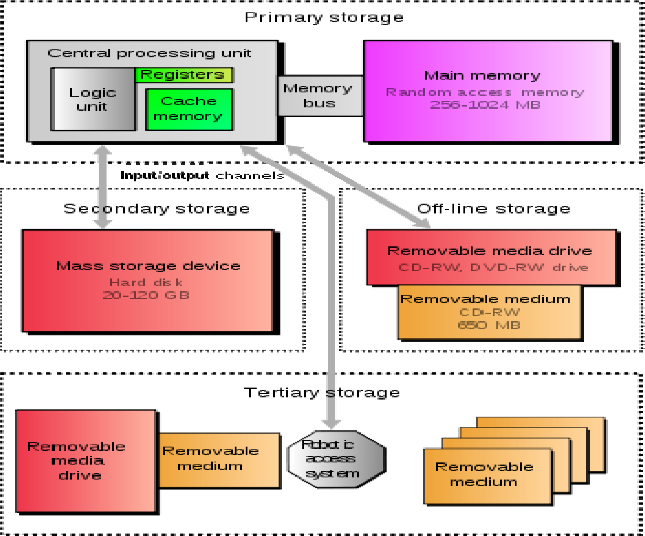 Primary storage
Central processing unit
Logic
unit
Registers
Cache
memory
Memory
bus
Main memory
Random access memory
256-1024 MB
Input/output channels
Secondary storage
Mass storage device
Hard disk
20-120 GB
Off-line storage
Removable media drive
CD-RW, DVD-RW drive
Removable medium
CD-RW
650 MB
Tertiary storage
Removable
media
drive
Removable
medium
Robotic
access
system
Removable
medium